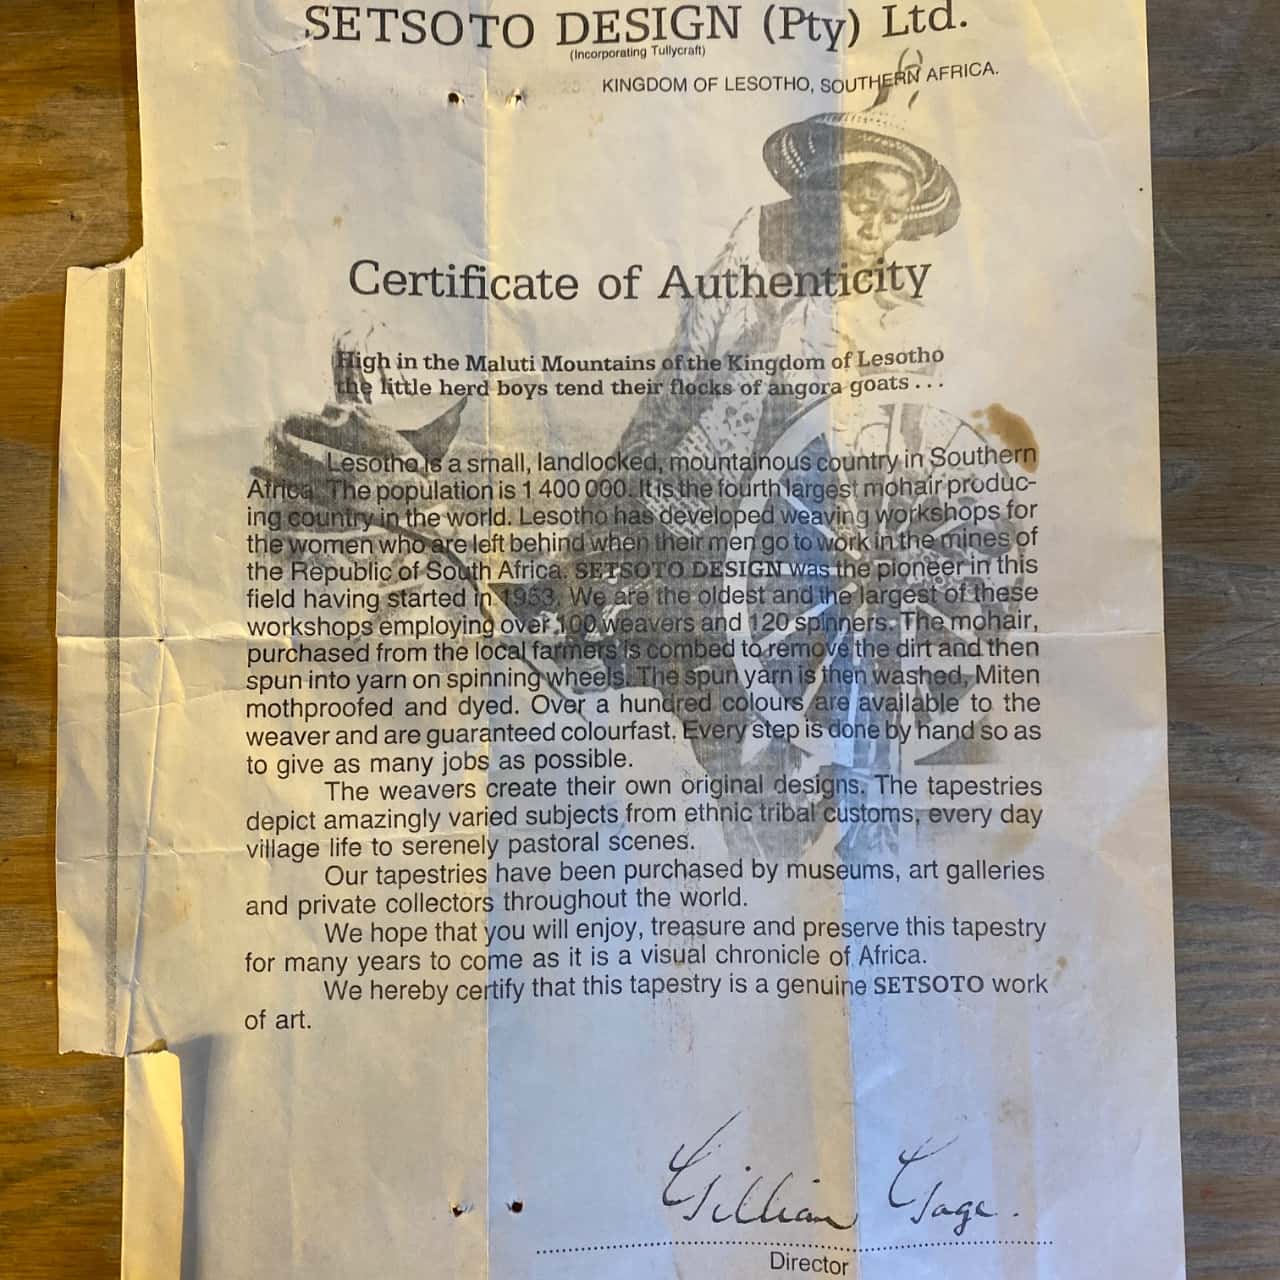 SETSOTO DESIGN (Pty) Ltd.
(Incorporating Tullycraft)
KINGDOM OF LESOTHO, SOUTHERN AFRICA.
Certificate of Authenticity
High in the Maluti Mountains of the Kingdom of Lesotho
the little herd boys tend their flocks of angora goats . . .
Lesotho is a small, landlocked, mountainous country in Southern
Africa. The population is 1 400 000. It is the fourth largest mohair produc-
ing country in the world. Lesotho has developed weaving workshops for
the women who are left behind when their men go to work in the mines of
the Republic of South Africa. SETSOTO DESIGN was the pioneer in this
field having started in 1953. We are the oldest and the largest of these
workshops employing over 100 weavers and 120 spinners. The mohair,
purchased from the local farmers is combed to remove the dirt and then
spun into yarn on spinning wheels. The spun yarn is then washed, Miten
mothproofed and dyed. Over a hundred colours are available to the
weaver and are guaranteed colourfast. Every step is done by hand so as
to give as many jobs as possible.
The weavers create their own original designs. The tapestries
depict amazingly varied subjects from ethnic tribal customs, every day
village life to serenely pastoral scenes.
Our tapestries have been purchased by museums, art galleries
and private collectors throughout the world.
We hope that you will enjoy, treasure and preserve this tapestry
for many years to come as it is a visual chronicle of Africa.
We hereby certify that this tapestry is a genuine SETSOTO work
of art.
Gillian Gage.
Director